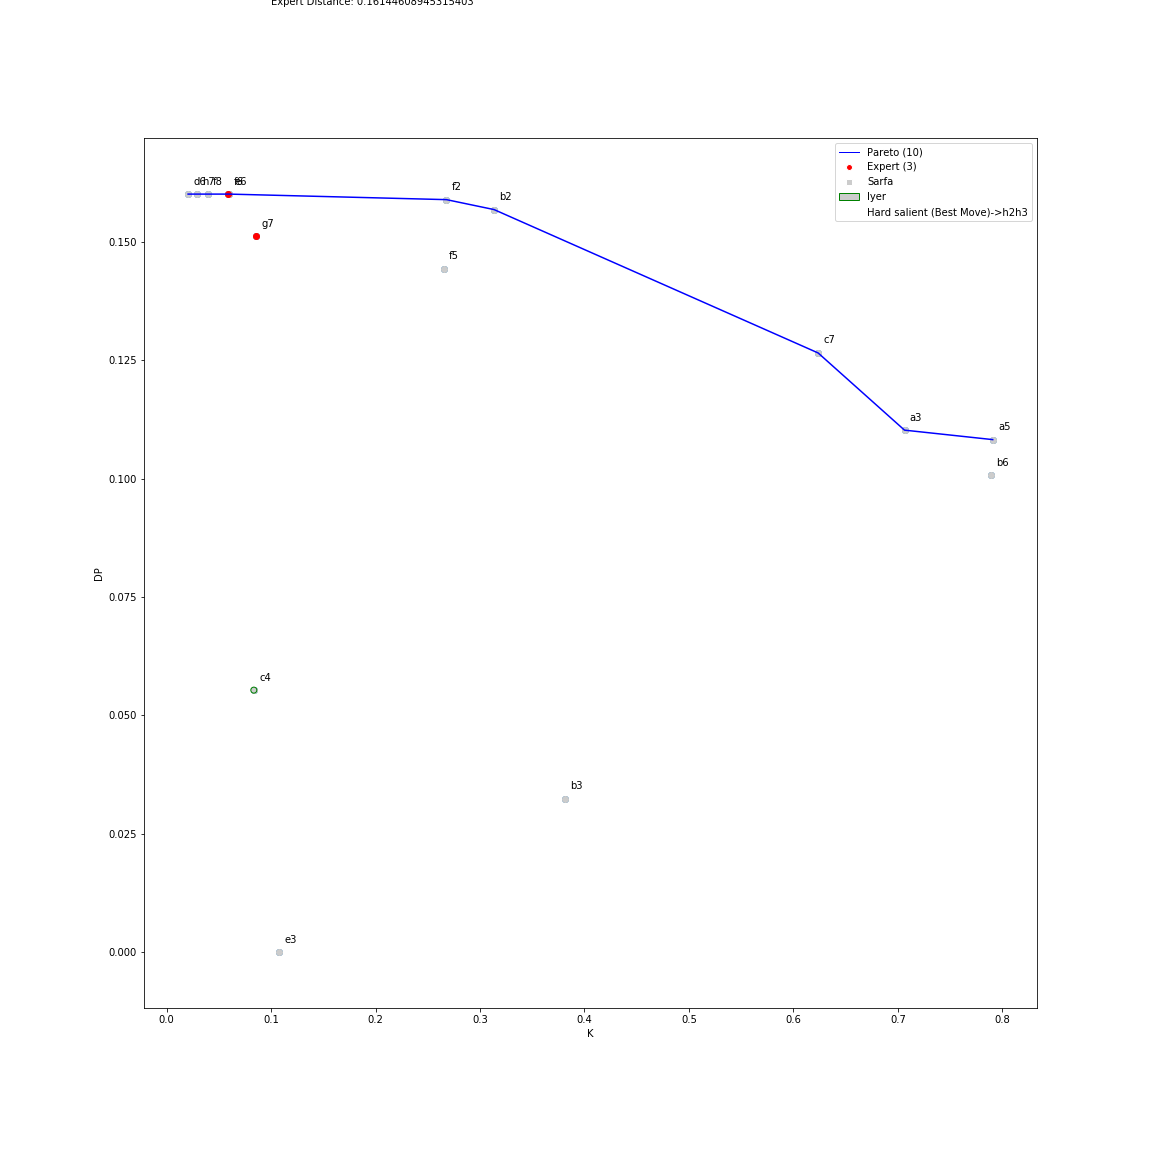 Expert Distance: 0.16144608945315403
Pareto (10)
Expert (3)
Sarfa
Iyer
Hard salient (Best Move)->h2h3
f2
b2
g7
f5
c7
a3
a5
b6
c4
b3
e3
0.150
0.125
0.100
0.075
0.050
0.025
0.000
DP
0.0 0.1 0.2 0.3 0.4 0.5 0.6 0.7 0.8
K